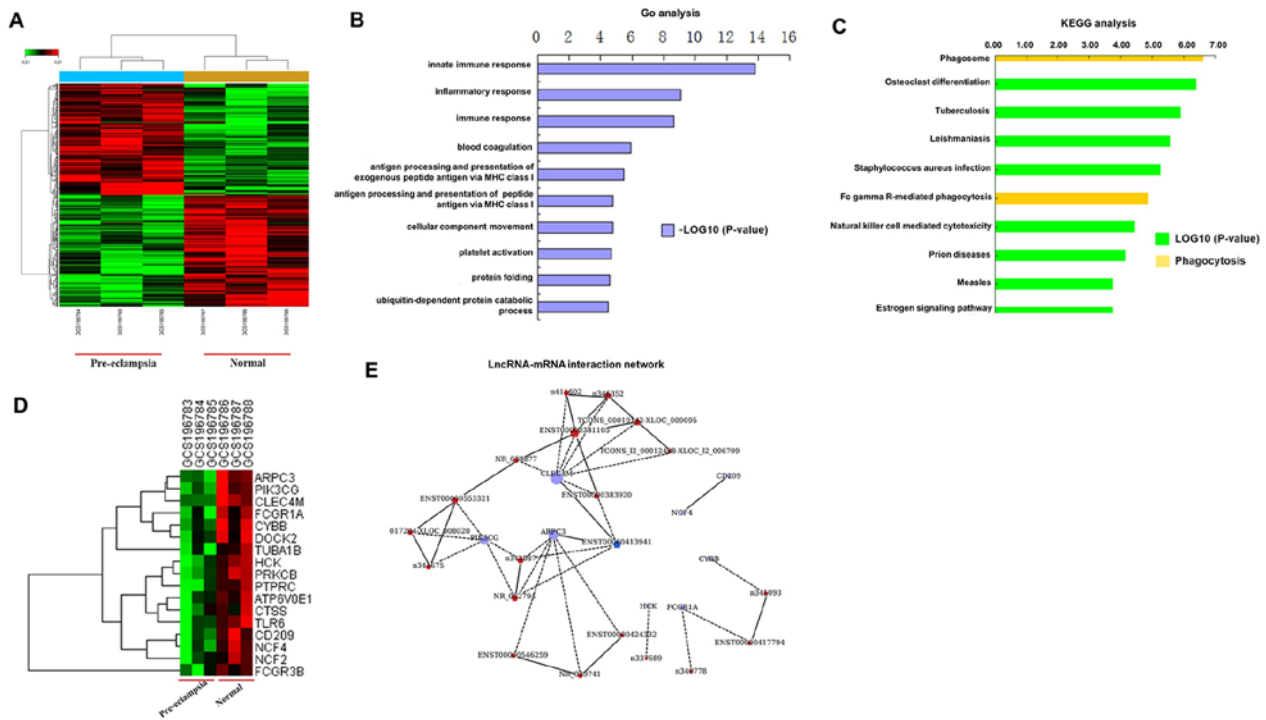 A
Pre-eclampsia
Normal
B
Go analysis
0 2 4 6 8 10 12 14 16
innate immune response
inflammatory response
immune response
blood coagulation
antigen processing and presentation of
exogenous peptide antigen via MHC class I
antigen processing and presentation of peptide
antigen via MHC class I
cellular component movement
platelet activation
protein folding
ubiquitin-dependent protein catabolic
process
-LOG10 (P-value)
C
KEGG analysis
0.00 1.00 2.00 3.00 4.00 5.00 6.00 7.00
Phagosome
Osteoclast differentiation
Tuberculosis
Leishmaniasis
Staphylococcus aureus infection
Fc gamma R-mediated phagocytosis
Natural killer cell mediated cytotoxicity
Prion diseases
Measles
Estrogen signaling pathway
LOG10 (P-value)
Phagocytosis
D
GCS196783
GCS196784
GCS196785
GCS196786
GCS196787
GCS196788
ARPC3
PIK3CG
CLEC4M
FCGR1A
CYBB
DOCK2
TUBA1B
HCK
PRKCB
PTPRC
ATP6V0E1
CTSS
TLR6
CD209
NCF4
NCF2
FCGR3B
Pre-eclampsia
Normal
E
LncRNA-mRNA interaction network
CLEC4M
CD209
NCF4
ENST00000553321
ENST00000383920
ARPC3
ENST00000413941
PIK3CG
CYBB
HCK
FCGR1A
ENST00000417794
ENST00000424332
ENST00000546259